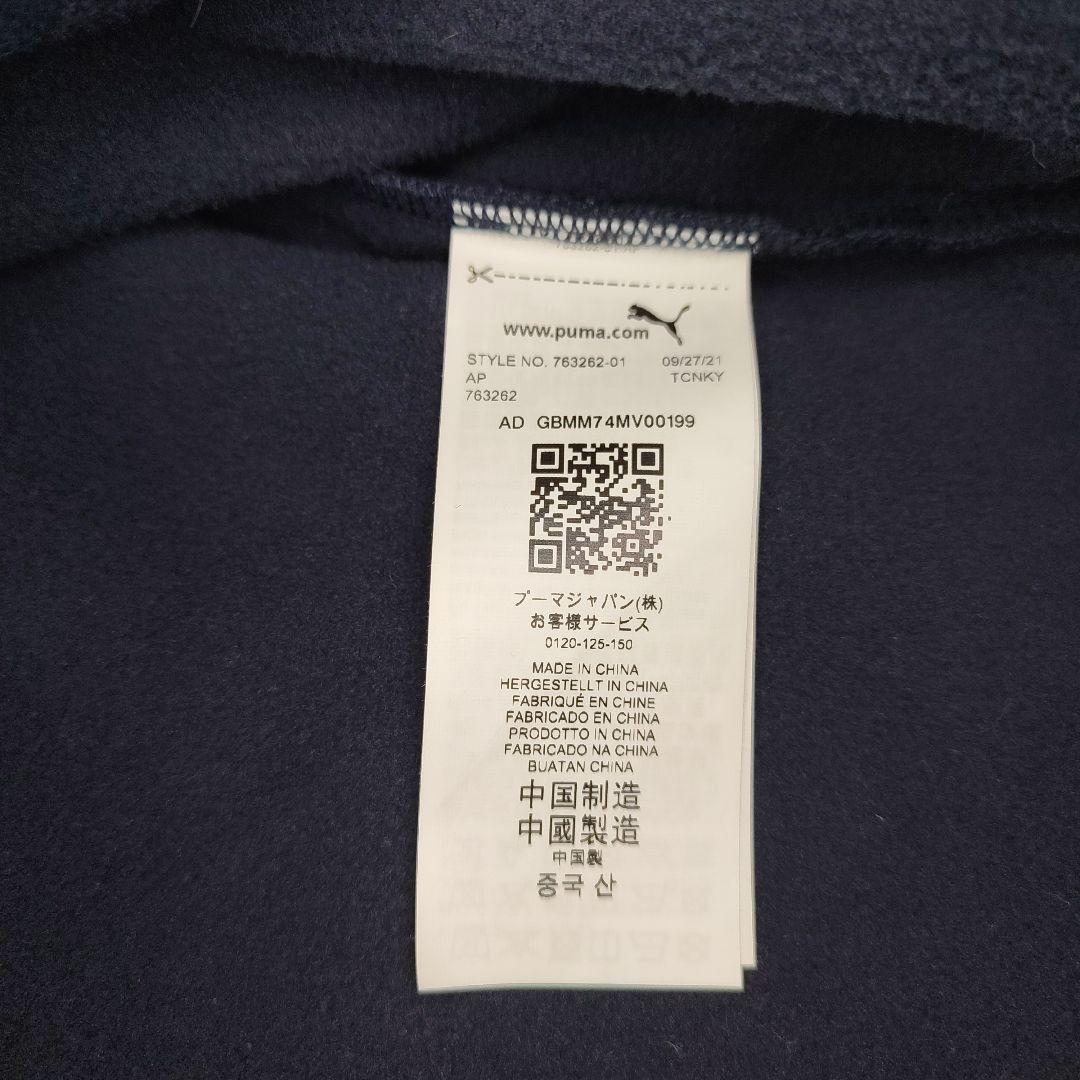 763262-01-AP
www.puma.com
STYLE NO. 763262-01 09/27/21
AP TCNKY
763262
AD GBMM74MV00199
プーマジャパン(株)
お客様サービス
0120-125-150
MADE IN CHINA
HERGESTELLT IN CHINA
FABRIQUÉ EN CHINE
FABRICADO EN CHINA
PRODOTTO IN CHINA
FABRICADO NA CHINA
BUATAN CHINA
中国制造
中國製造
中国製
중국 산